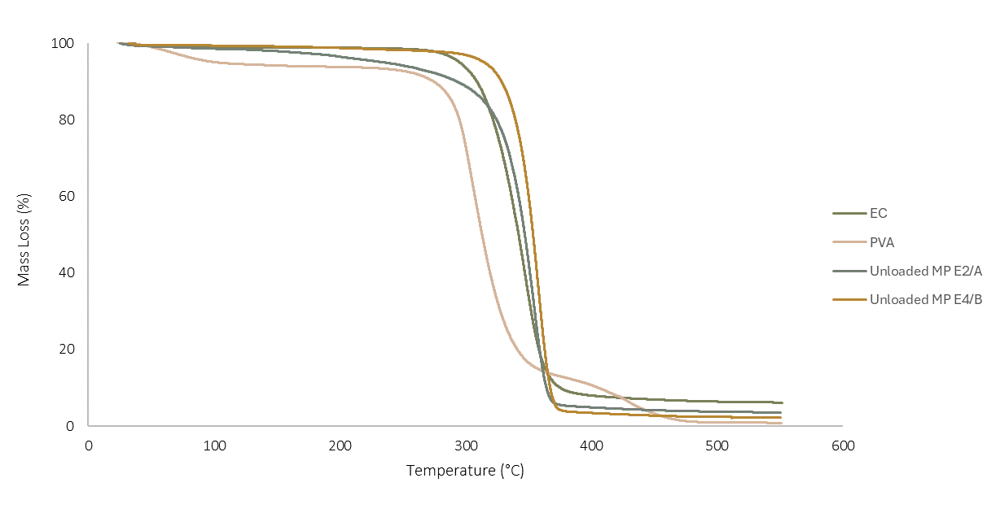 100
80
60
40
20
0
Mass Loss (%)
0 100 200 300 400 500 600
Temperature (°C)
EC
PVA
Unloaded MP E2/A
Unloaded MP E4/B